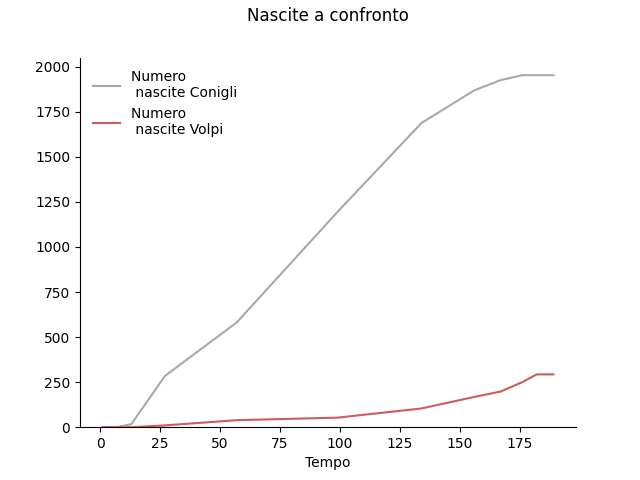 Nascite a confronto
2000
1750
1500
1250
1000
750
500
250
0
Numero
nascite Conigli
Numero
nascite Volpi
0 25 50 75 100 125 150 175
Tempo